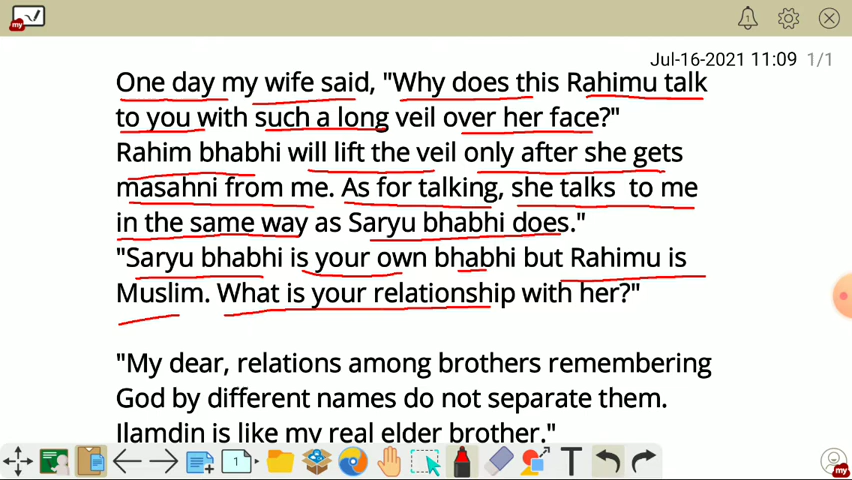 my
Jul-16-2021 11:09 1/1
One day my wife said, "Why does this Rahimu talk
to you with such a long veil over her face?"
Rahim bhabhi will lift the veil only after she gets
masahni from me. As for talking, she talks to me
in the same way as Saryu bhabhi does."
"Saryu bhabhi is your own bhabhi but Rahimu is
Muslim. What is your relationship with her?"
"My dear, relations among brothers remembering
God by different names do not separate them.
Ilamdin is like my real elder brother."
1
T
my